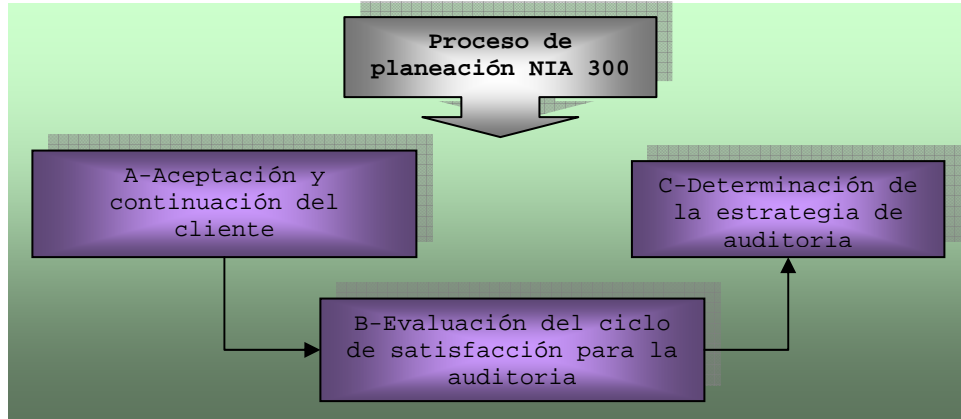 Proceso de
planeación NIA 300
A-Aceptación y
continuación del
cliente
B-Evaluación del ciclo
de satisfacción para la
auditoria
C-Determinación de
la estrategia de
auditoria